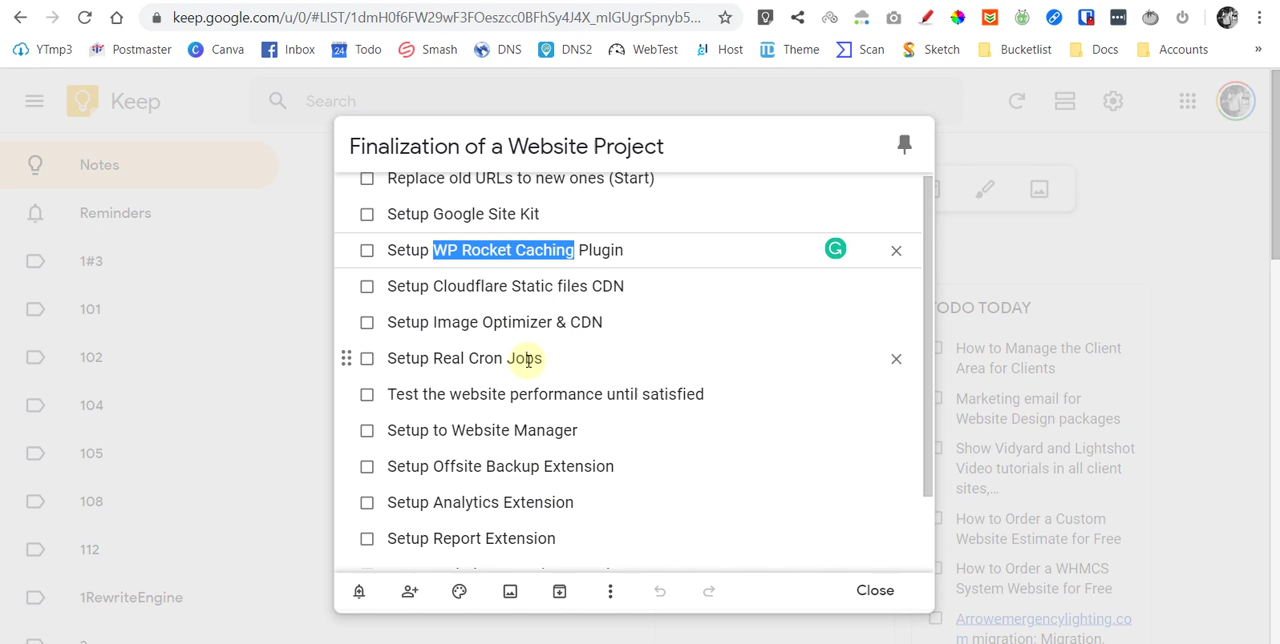 keep.google.com/u/0/#LIST/1dmH0f6FW29wF3FOeszcc0BFhSy4J4X_mIGUgrSpnyb5...
YTmp3 Postmaster Canva Inbox Todo Smash DNS DNS2 WebTest Host Theme Scan Sketch Bucketlist Docs Accounts »
Keep
Search
Notes
Reminders
1#3
101
102
104
105
108
112
1RewriteEngine
Finalization of a Website Project
Replace old URLs to new ones (Start)
Setup Google Site Kit
Setup WP Rocket Caching Plugin
Setup Cloudflare Static files CDN
Setup Image Optimizer & CDN
Setup Real Cron Jobs
Test the website performance until satisfied
Setup to Website Manager
Setup Offsite Backup Extension
Setup Analytics Extension
Setup Report Extension
Close
ODO TODAY
How to Manage the Client
Area for Clients
Marketing email for
Website Design packages
Show Vidyard and Lightshot
Video tutorials in all client
sites,...
How to Order a Custom
Website Estimate for Free
How to Order a WHMCS
System Website for Free
Arrowemergencylighting.co
m migration: Migration,